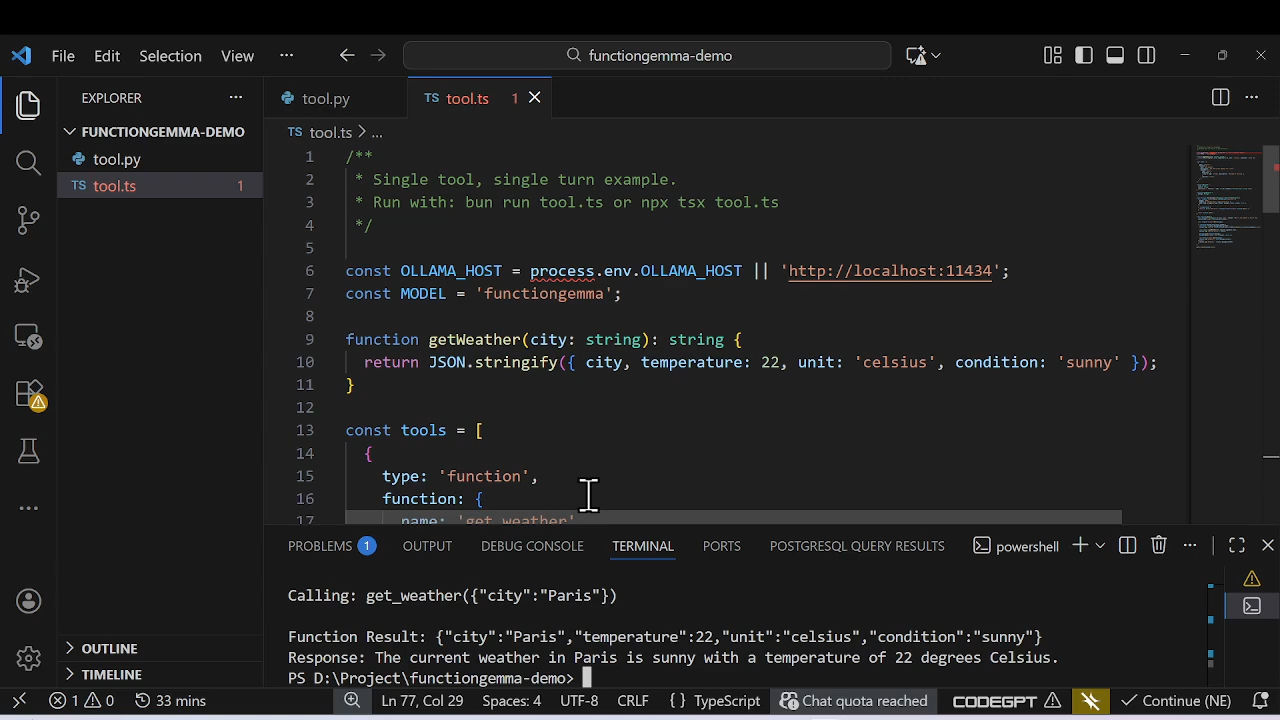 File Edit Selection View ··· functiongemma-demo
EXPLORER ···
FUNCTIONGEMMA-DEMO
tool.py
tool.ts 1
OUTLINE
TIMELINE
tool.py TS tool.ts 1
TS tool.ts > ...
1 /**
2 * Single tool, single turn example.
3 * Run with: bun run tool.ts or npx tsx tool.ts
4 */
5
6 const OLLAMA_HOST = process.env.OLLAMA_HOST || 'http://localhost:11434';
7 const MODEL = 'functiongemma';
8
9 function getWeather(city: string): string {
10 return JSON.stringify({ city, temperature: 22, unit: 'celsius', condition: 'sunny' });
11 }
12
13 const tools = [
14 {
15 type: 'function',
16 function: {
17 name: 'get_weather'
PROBLEMS 1 OUTPUT DEBUG CONSOLE TERMINAL PORTS POSTGRESQL QUERY RESULTS powershell
Calling: get_weather({"city":"Paris"})
Function Result: {"city":"Paris","temperature":22,"unit":"celsius","condition":"sunny"}
Response: The current weather in Paris is sunny with a temperature of 22 degrees Celsius.
PS D:\Project\functiongemma-demo>
1 0 33 mins Ln 77, Col 29 Spaces: 4 UTF-8 CRLF {} TypeScript Chat quota reached CODEGPT Continue (NE)